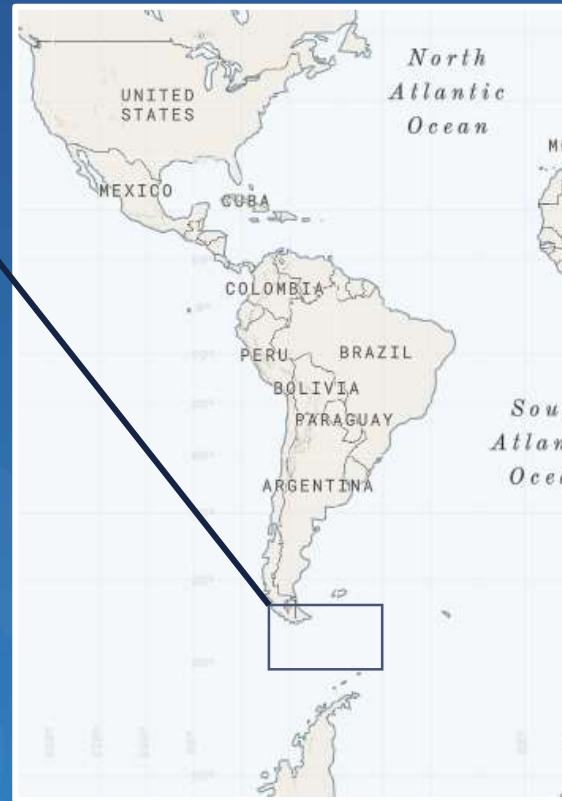 North
Atlantic
Ocean
UNITED
STATES
MEXICO
CUBA
COLOMBIA
PERU
BRAZIL
BOLIVIA
PARAGUAY
ARGENTINA